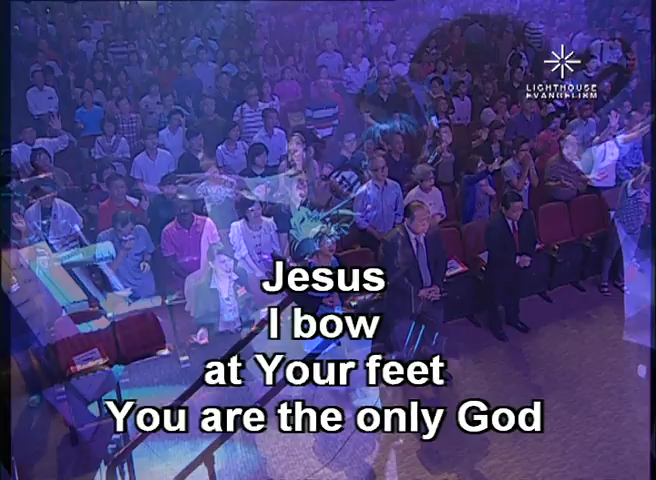 LIGHTHOUSE
EVANGELISM
Jesus
I bow
at Your feet
You are the only God